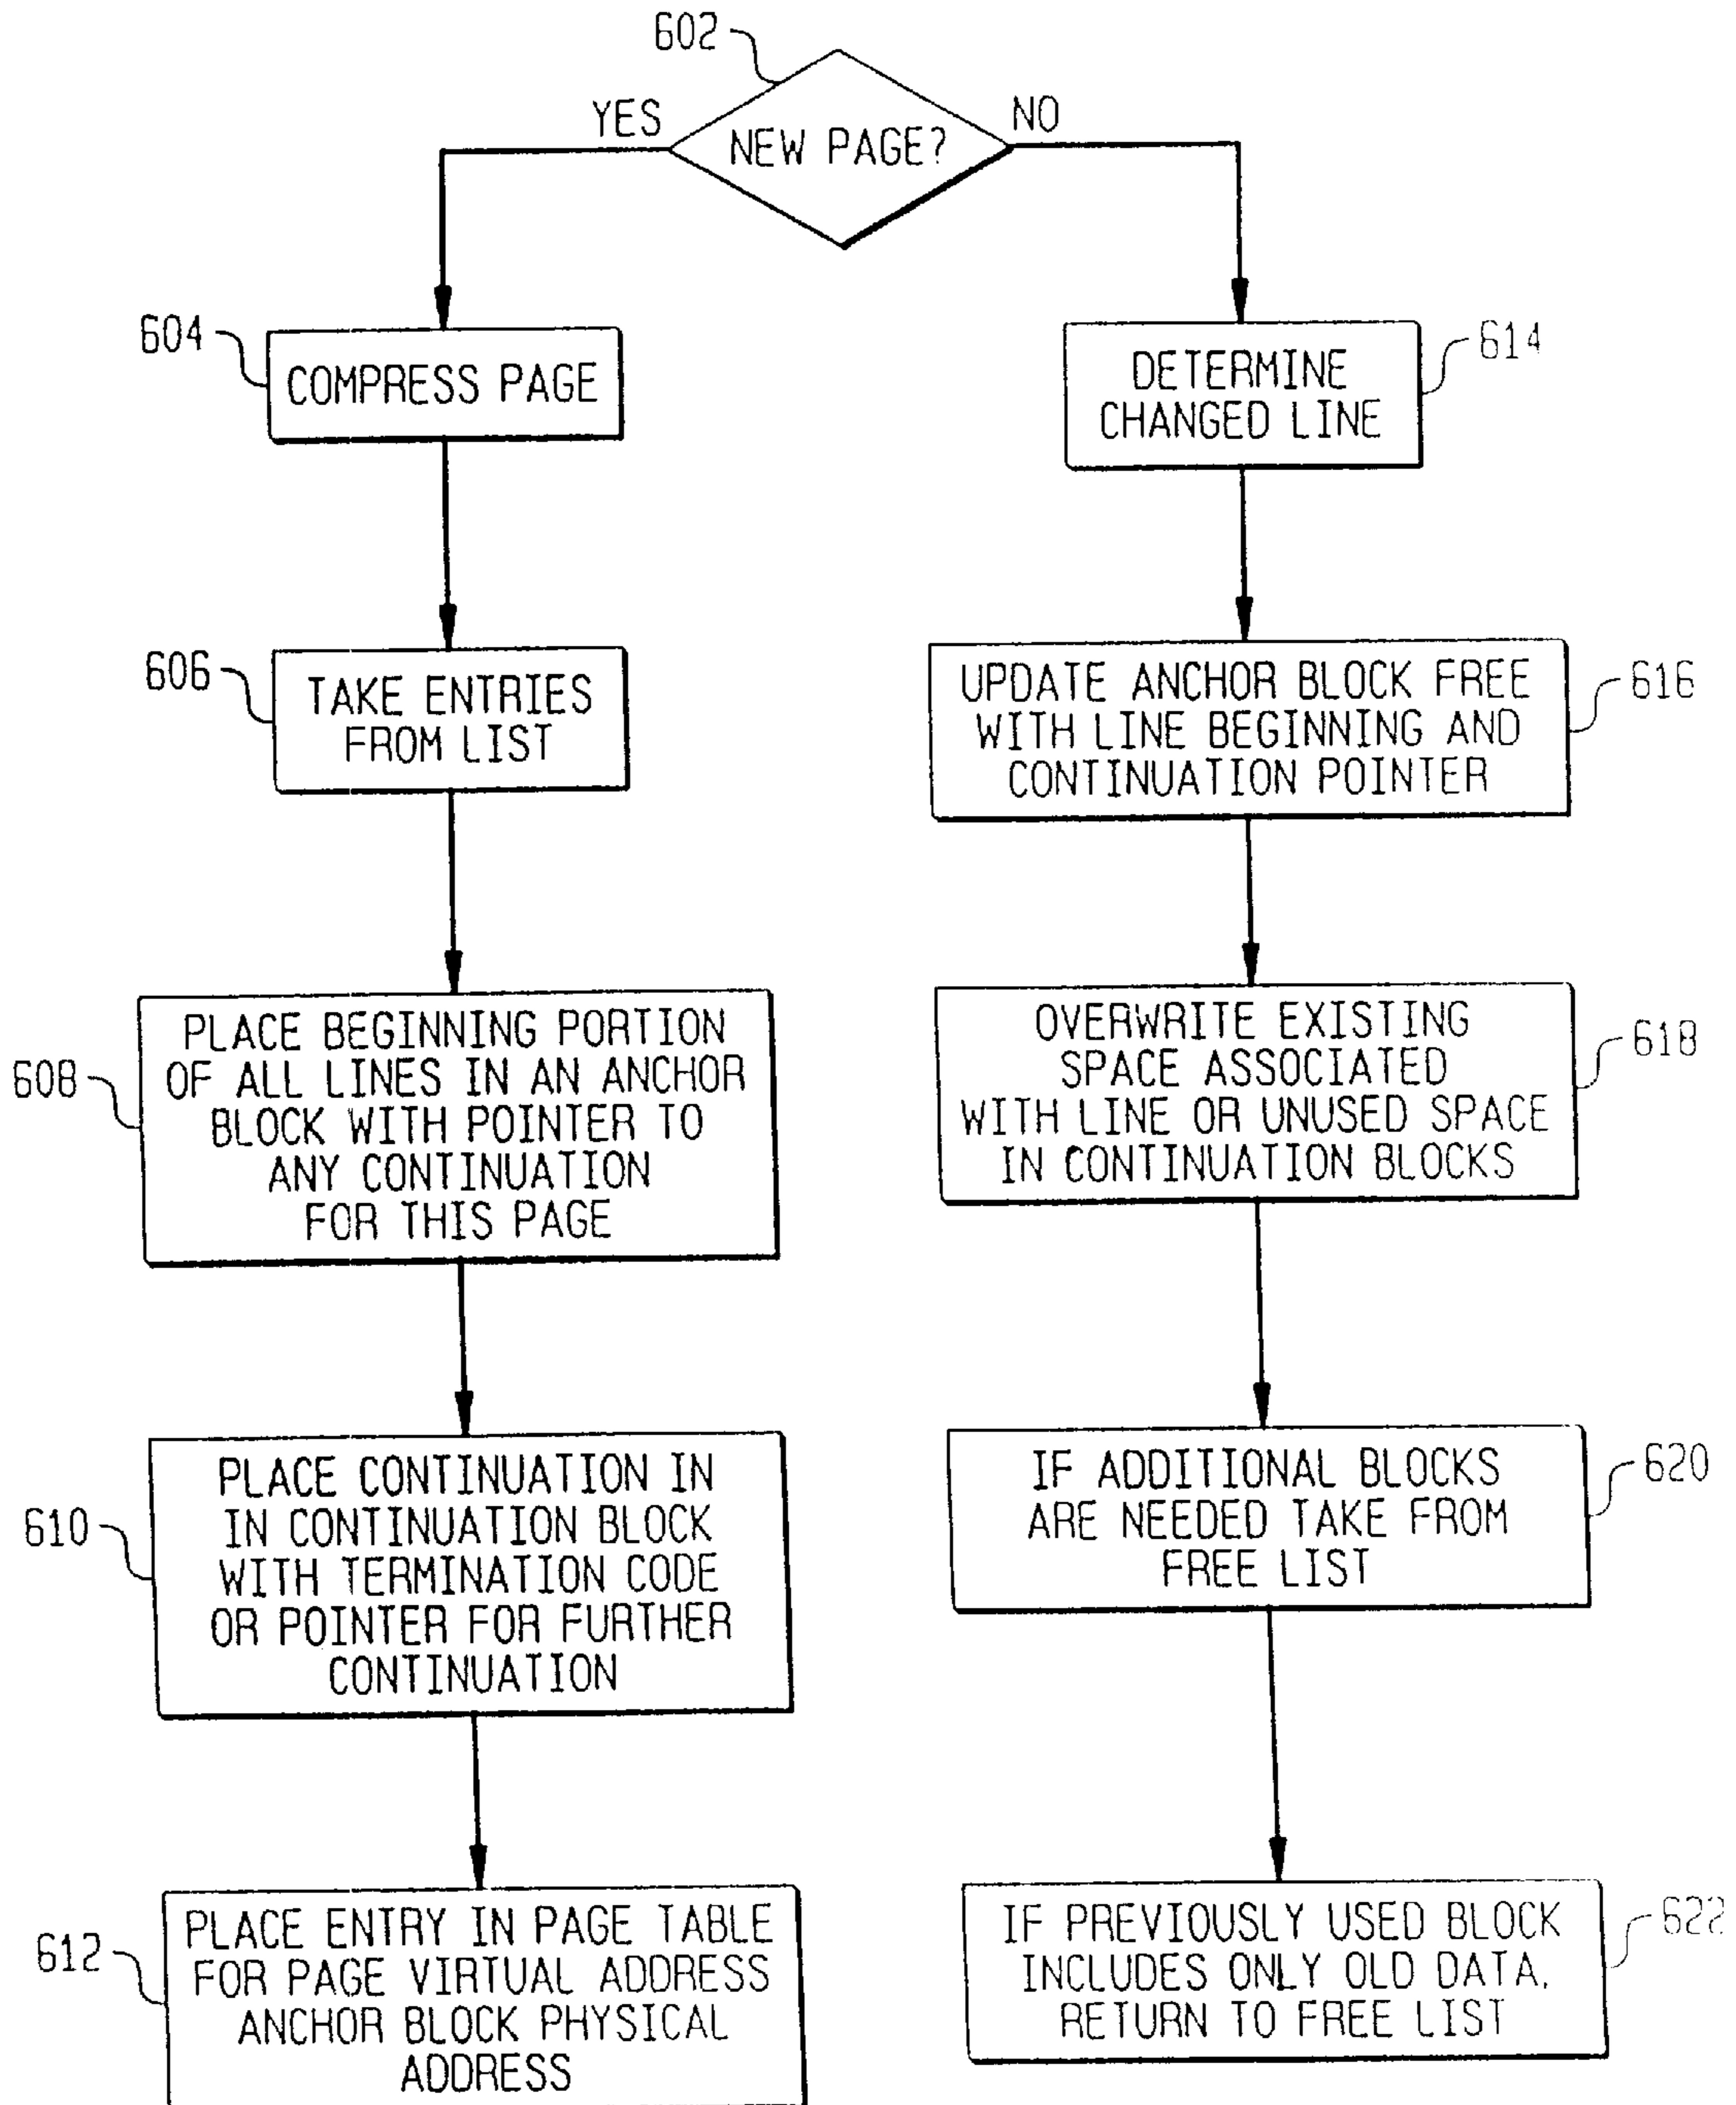 602
YES
NEW PAGE?
NO
604
COMPRESS PAGE
606
TAKE ENTRIES
FROM LIST
608
PLACE BEGINNING PORTION
OF ALL LINES IN AN ANCHOR
BLOCK WITH POINTER TO
ANY CONTINUATION
FOR THIS PAGE
610
PLACE CONTINUATION IN
IN CONTINUATION BLOCK
WITH TERMINATION CODE
OR POINTER FOR FURTHER
CONTINUATION
612
PLACE ENTRY IN PAGE TABLE
FOR PAGE VIRTUAL ADDRESS
ANCHOR BLOCK PHYSICAL
ADDRESS
614
DETERMINE
CHANGED LINE
616
UPDATE ANCHOR BLOCK FREE
WITH LINE BEGINNING AND
CONTINUATION POINTER
618
OVERWRITE EXISTING
SPACE ASSOCIATED
WITH LINE OR UNUSED SPACE
IN CONTINUATION BLOCKS
620
IF ADDITIONAL BLOCKS
ARE NEEDED TAKE FROM
FREE LIST
622
IF PREVIOUSLY USED BLOCK
INCLUDES ONLY OLD DATA,
RETURN TO FREE LIST